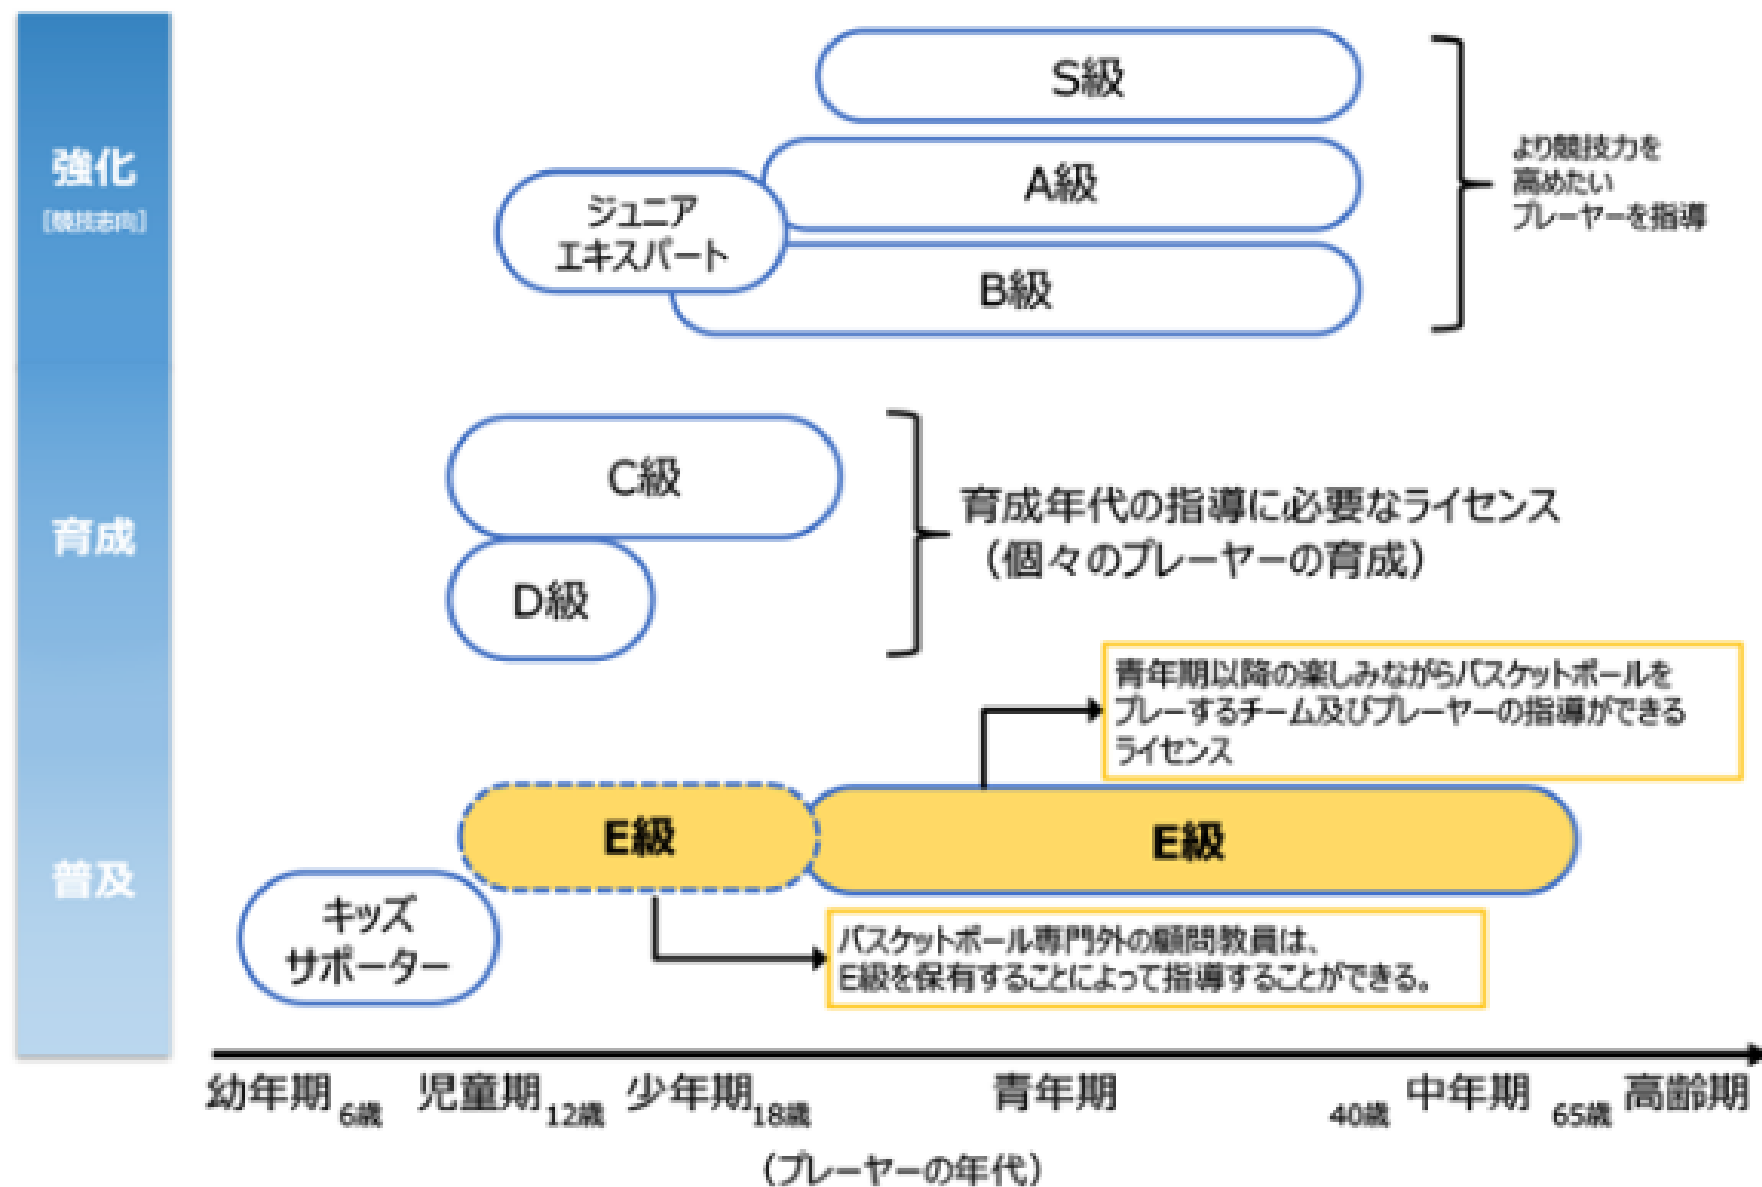 強化
[競技志向]
育成
普及
S級
A級
ジュニア
エキスパート
B級
より競技力を
高めたい
プレーヤーを指導
C級
D級
育成年代の指導に必要なライセンス
（個々のプレーヤーの育成）
青年期以降の楽しみながらバスケットボールを
プレーするチーム及びプレーヤーの指導ができる
ライセンス
E級
E級
キッズ
サポーター
バスケットボール専門外の顧問教員は、
E級を保有することによって指導することができる。
幼年期 6歳 児童期 12歳 少年期 18歳 青年期 40歳 中年期 65歳 高齢期
（プレーヤーの年代）